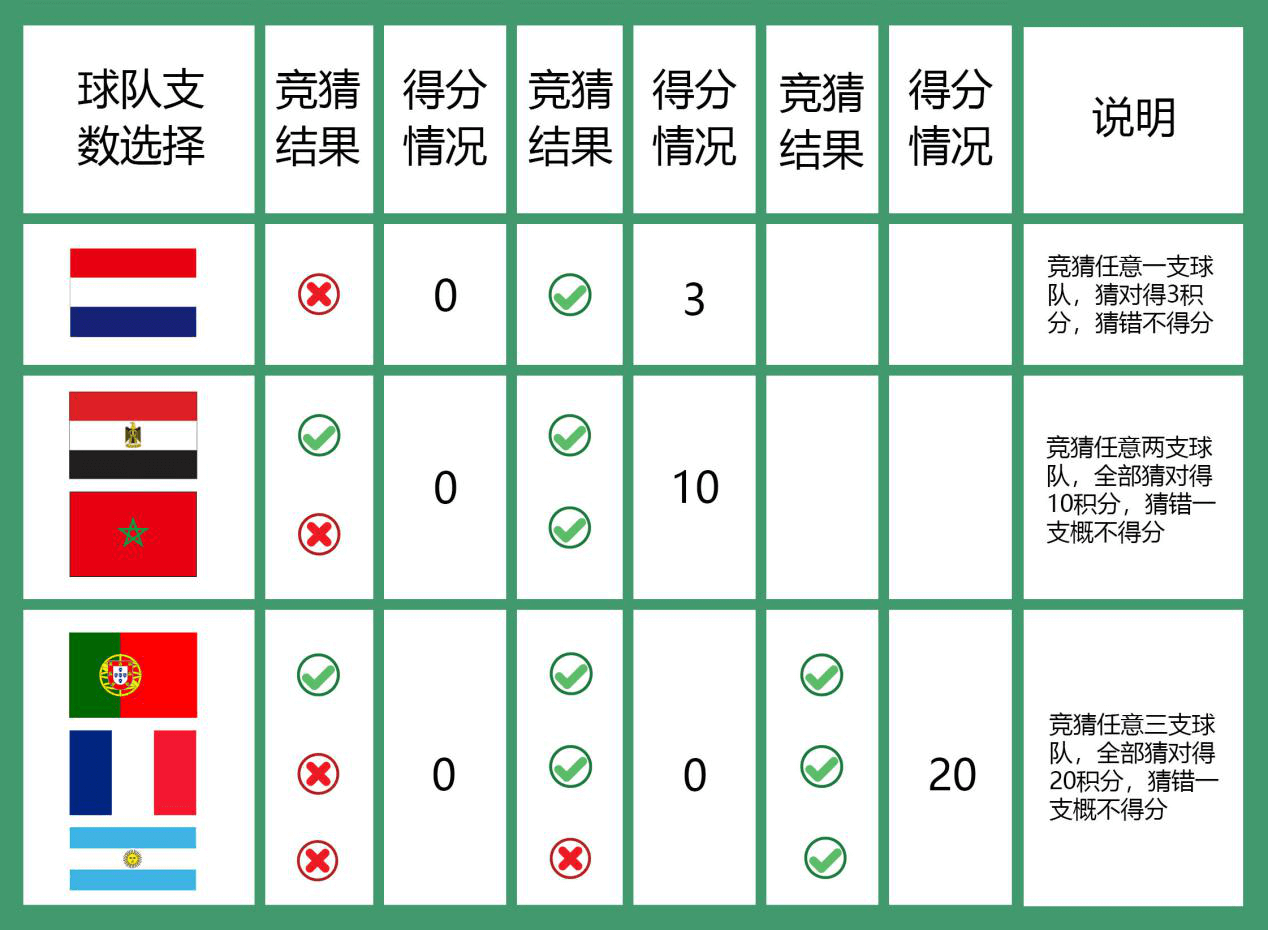 球队支
数选择
竞猜
结果
得分
情况
竞猜
结果
得分
情况
竞猜
结果
得分
情况
说明
0
3
竞猜任意一支球
队，猜对得3积
分，猜错不得分
0
10
竞猜任意两支球
队，全部猜对得
10积分，猜错一
支概不得分
0
0
20
竞猜任意三支球
队，全部猜对得
20积分，猜错一
支概不得分